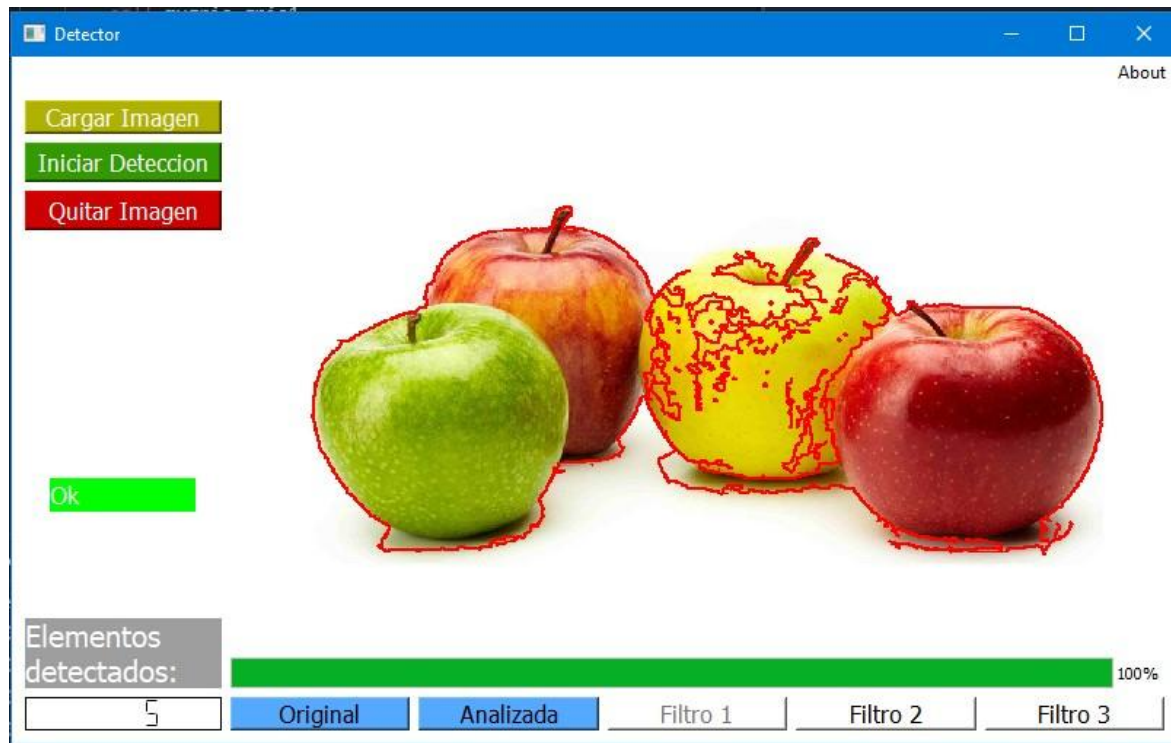 Detector
About
Cargar Imagen
Iniciar Deteccion
Quitar Imagen
Ok
Elementos
detectados:
100%
5
Original
Analizada
Filtro 1
Filtro 2
Filtro 3